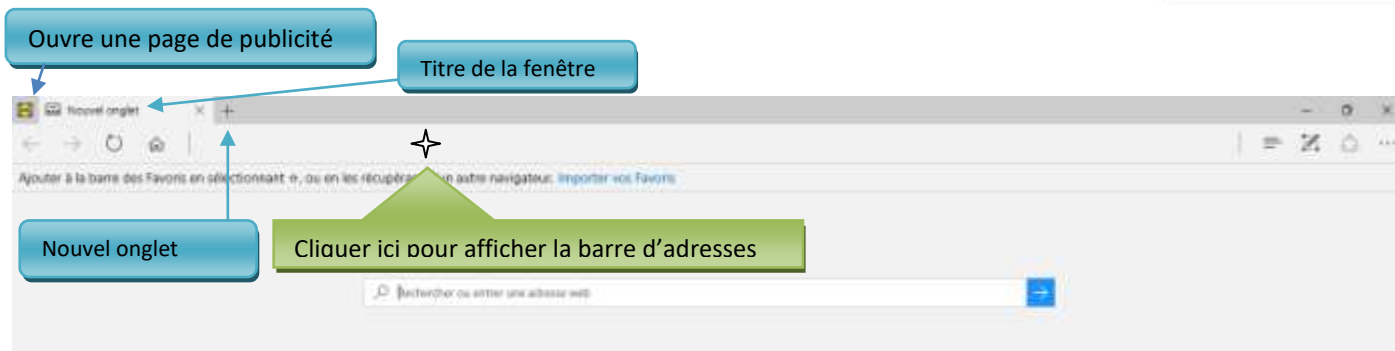 Ouvre une page de publicité
Titre de la fenêtre
Nouvel onglet
Ajouter à la barre des Favoris en sélectionnant ☆, ou en les un autre navigateur. Importer vos Favoris
Nouvel onglet
Cliquer ici pour afficher la barre d’adresses
Rechercher ou entrer une adresse web